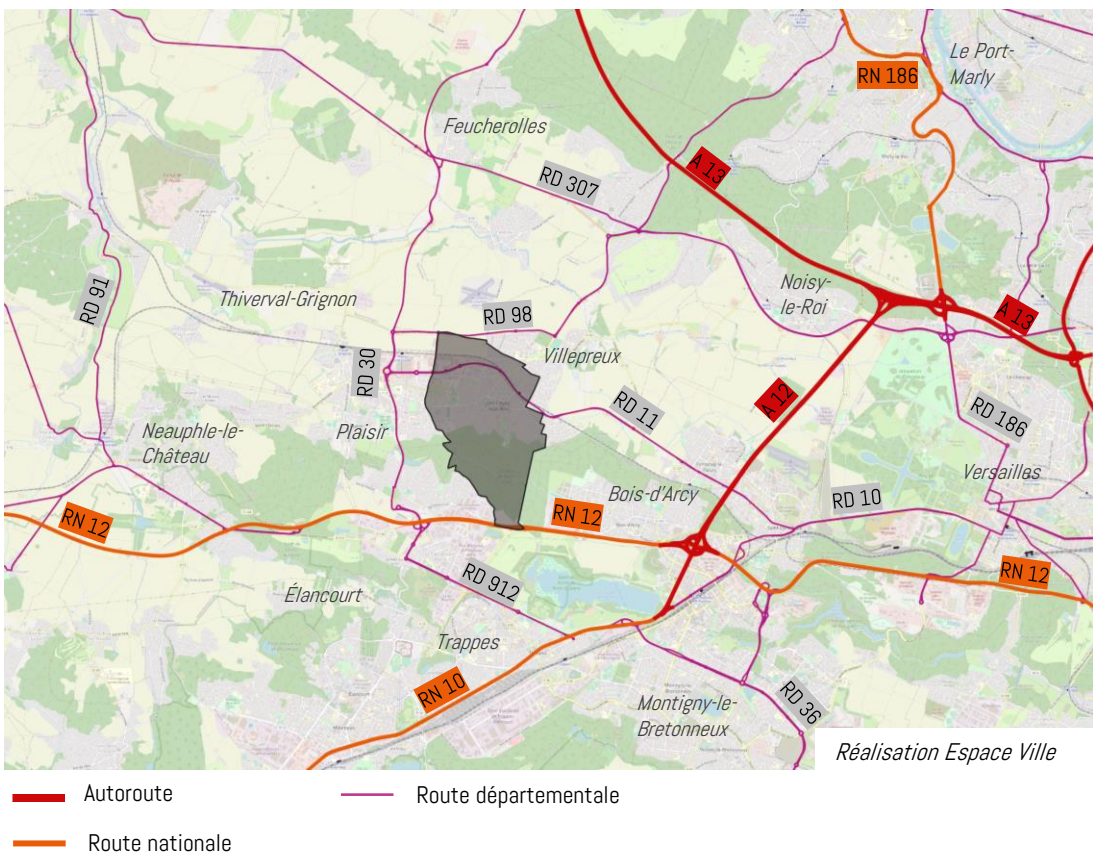 Le Port-
Marly
RN 186
Feucherolles
A 13
RD 307
RD 91
Thiverval-Grignon
Noisy-
le-Roi
A 13
RD 98
Villepreux
RD 30
A 12
RD 11
RD 186
Neauphle-le-
Château
Plaisir
Versailles
Bois-d'Arcy
RD 10
RN 12
RN 12
RN 12
RD 912
Élancourt
Trappes
RN 10
Montigny-le-
Bretonneux
RD 36
Réalisation Espace Ville
Autoroute
Route départementale
Route nationale